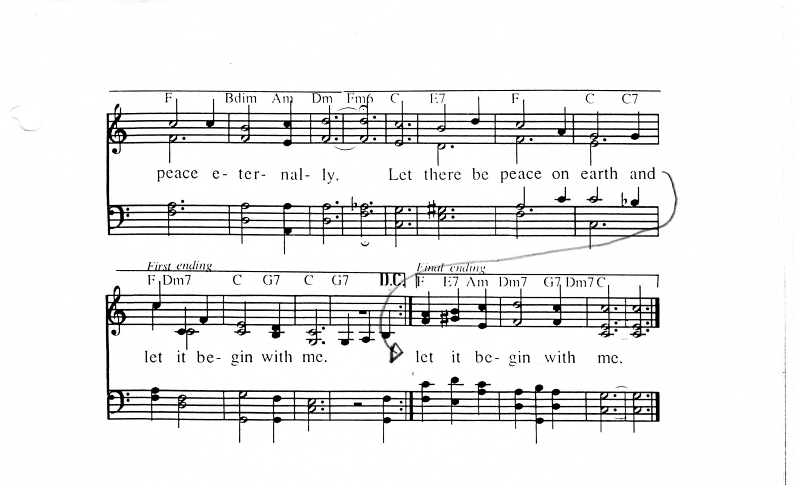 F Bdim Am Dm Fm6 C E7 F C C7
peace e- ter- nal- ly. Let there be peace on earth and
First ending Final ending
F Dm7 C G7 C G7 D.C. F E7 Am Dm7 G7 Dm7 C
let it be- gin with me. let it be- gin with me.